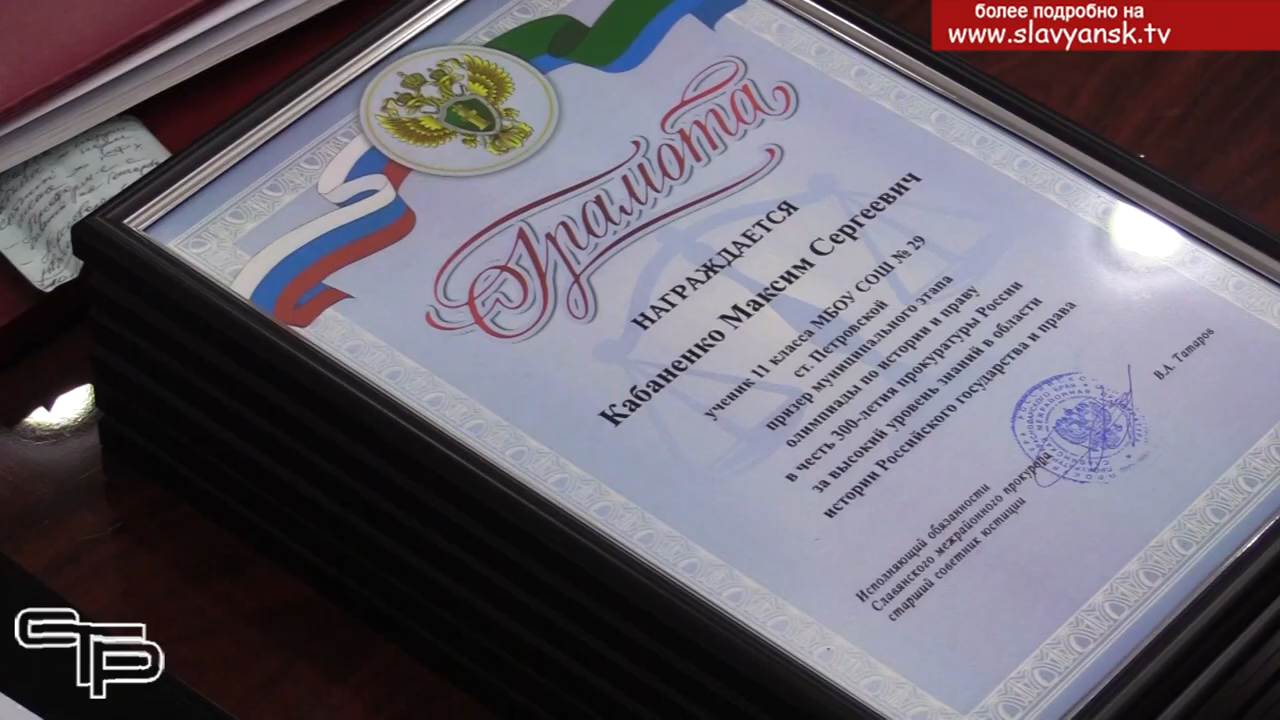 более подробно на
www.slavyansk.tv
Грамота
НАГРАЖДАЕТСЯ
Кабаненко Максим Сергеевич
ученик 11 класса МБОУ СОШ № 29
ст. Петровской
призер муниципального этапа
олимпиады по истории и праву
в честь 300-летия прокуратуры России
за высокий уровень знаний в области
истории Российского государства и права
Исполняющий обязанности
Славянского межрайонного прокурора
старший советник юстиции
В.А. Татаров
СТР